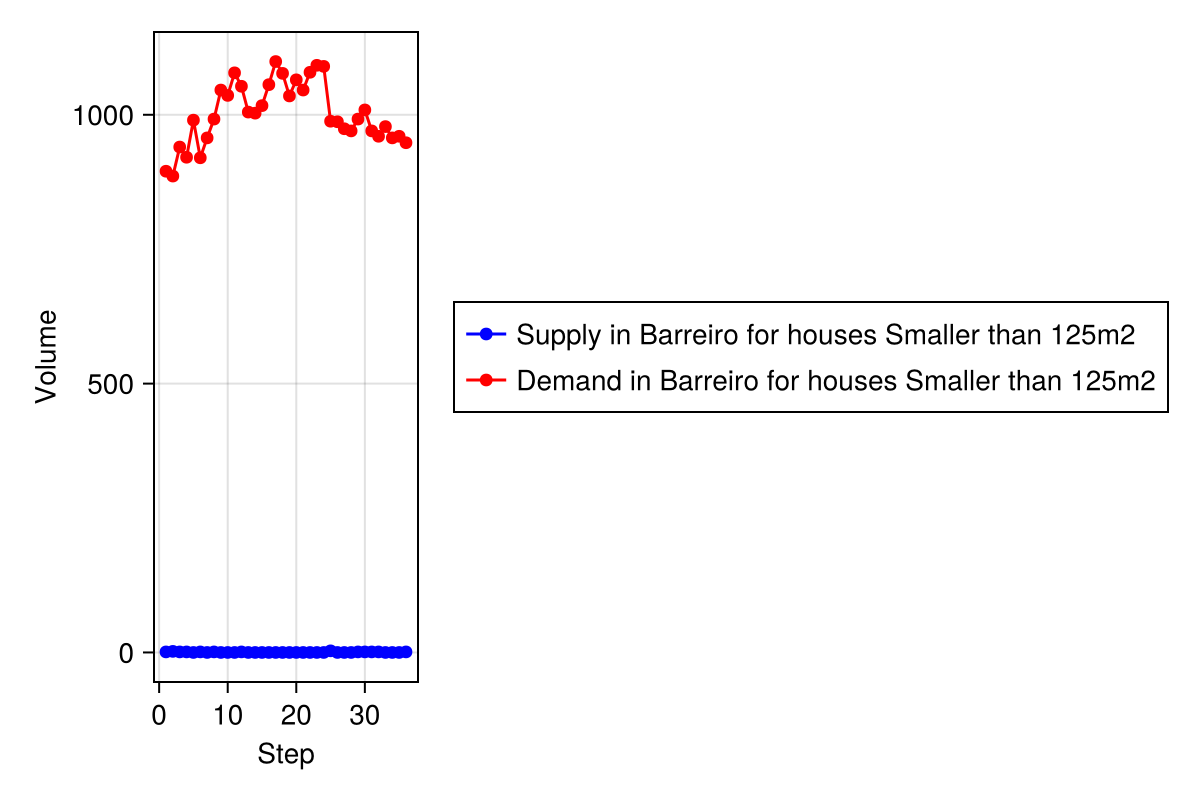 Volume
1000
500
0
0 10 20 30
Step
Supply in Barreiro for houses Smaller than 125m2
Demand in Barreiro for houses Smaller than 125m2